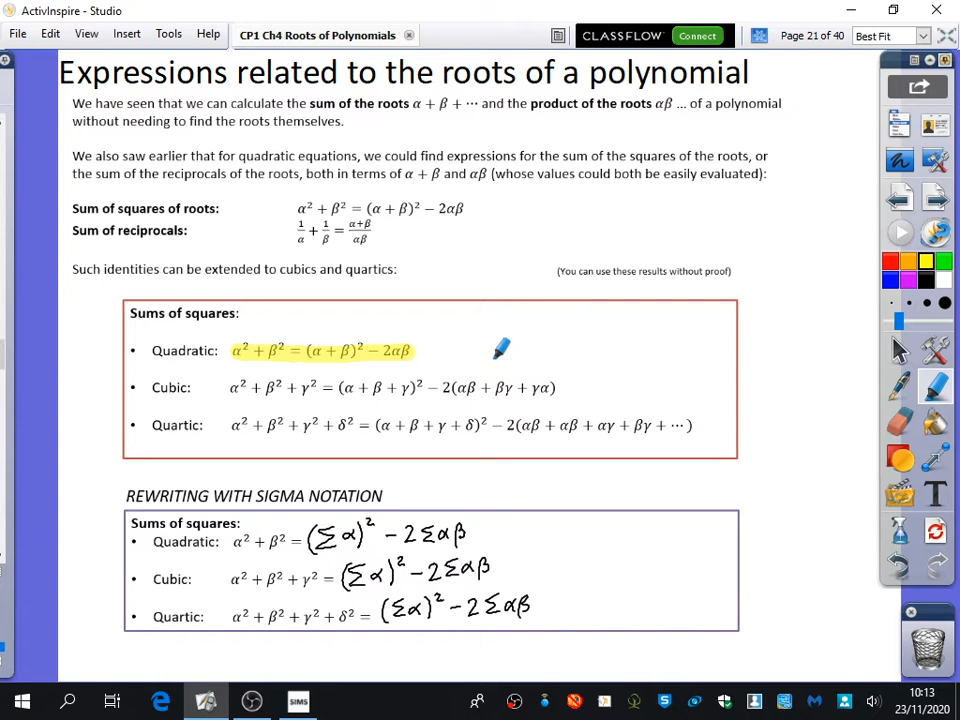 ActivInspire - Studio
File Edit View Insert Tools Help CP1 Ch4 Roots of Polynomials CLASSFLOW Connect Page 21 of 40 Best Fit
Expressions related to the roots of a polynomial
We have seen that we can calculate the sum of the roots α + β + ⋯ and the product of the roots αβ ... of a polynomial
without needing to find the roots themselves.
We also saw earlier that for quadratic equations, we could find expressions for the sum of the squares of the roots, or
the sum of the reciprocals of the roots, both in terms of α + β and αβ (whose values could both be easily evaluated):
Sum of squares of roots: α² + β² = (α + β)² − 2αβ
Sum of reciprocals: 1/α + 1/β = α+β/αβ
Such identities can be extended to cubics and quartics: (You can use these results without proof)
Sums of squares:
• Quadratic: α² + β² = (α + β)² − 2αβ
• Cubic: α² + β² + γ² = (α + β + γ)² − 2(αβ + βγ + γα)
• Quartic: α² + β² + γ² + δ² = (α + β + γ + δ)² − 2(αβ + αβ + αγ + βγ + ⋯ )
REWRITING WITH SIGMA NOTATION
Sums of squares:
• Quadratic: α² + β² = (Σα)² − 2Σαβ
• Cubic: α² + β² + γ² = (Σα)² − 2Σαβ
• Quartic: α² + β² + γ² + δ² = (Σα)² − 2Σαβ
SIMS
10:13
23/11/2020